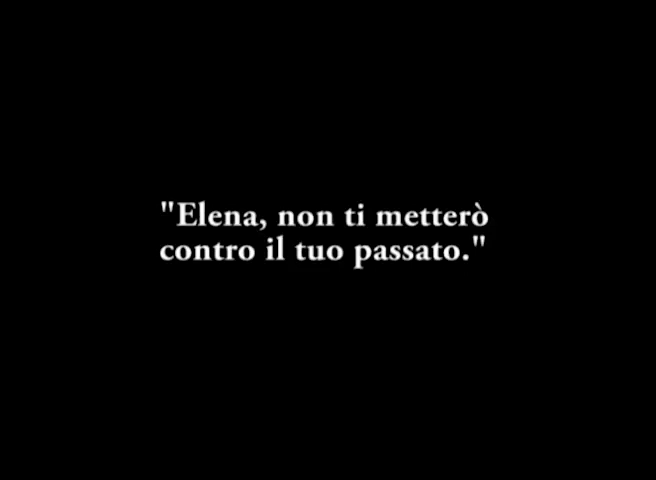 "Elena, non ti metterò
contro il tuo passato."